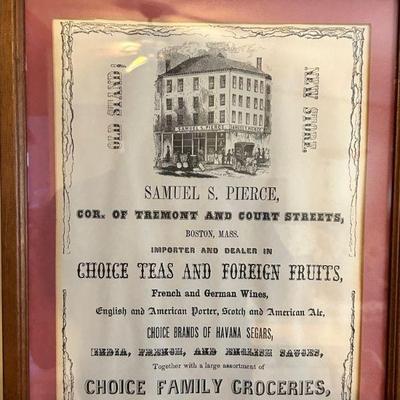 OLD STAND!
NEW STORE.
SAMUEL S. PIERCE,
SAMUEL S. PIERCE,
COR. OF TREMONT AND COURT STREETS,
BOSTON, MASS.
IMPORTER AND DEALER IN
CHOICE TEAS AND FOREIGN FRUITS,
French and German Wines,
English and American Porter, Scotch and American Ale,
CHOICE BRANDS OF HAVANA SEGARS,
INDIA, FRENCH, AND ENGLISH SAUCES,
Together with a large assortment of
CHOICE FAMILY GROCERIES,